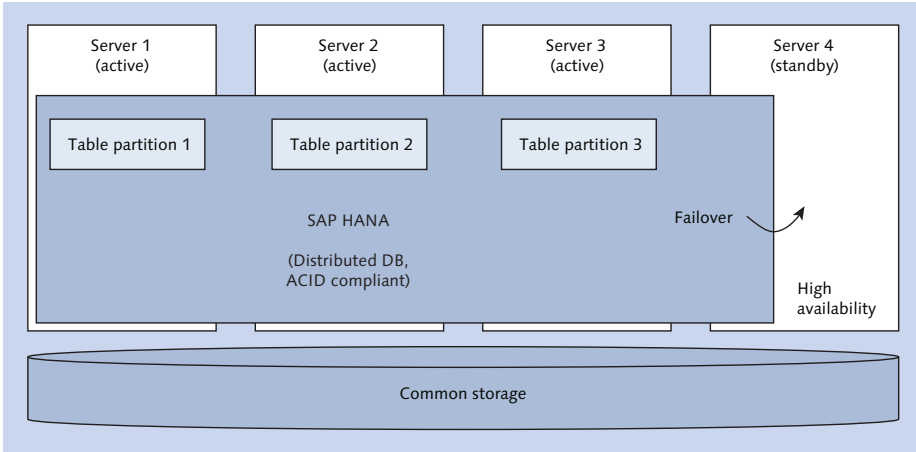 Server 1
(active)
Server 2
(active)
Server 3
(active)
Server 4
(standby)
Table partition 1
Table partition 2
Table partition 3
SAP HANA
(Distributed DB,
ACID compliant)
Failover
High
availability
Common storage